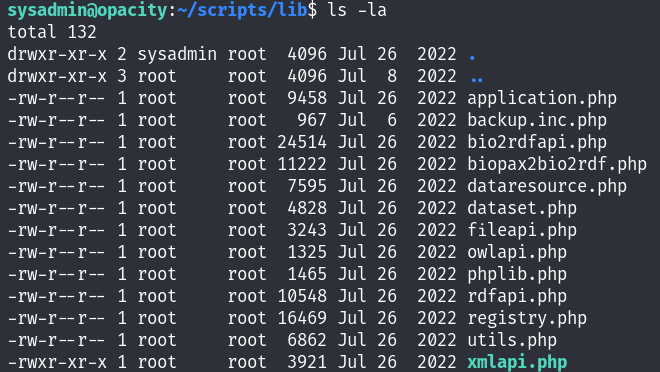 sysadmin@opacity:~/scripts/lib$ ls -la
total 132
drwxr-xr-x 2 sysadmin root  4096 Jul 26  2022 .
drwxr-xr-x 3 root     root  4096 Jul  8  2022 ..
-rw-r--r-- 1 root     root  9458 Jul 26  2022 application.php
-rw-r--r-- 1 root     root   967 Jul  6  2022 backup.inc.php
-rw-r--r-- 1 root     root 24514 Jul 26  2022 bio2rdfapi.php
-rw-r--r-- 1 root     root 11222 Jul 26  2022 biopax2bio2rdf.php
-rw-r--r-- 1 root     root  7595 Jul 26  2022 dataresource.php
-rw-r--r-- 1 root     root  4828 Jul 26  2022 dataset.php
-rw-r--r-- 1 root     root  3243 Jul 26  2022 fileapi.php
-rw-r--r-- 1 root     root  1325 Jul 26  2022 owlapi.php
-rw-r--r-- 1 root     root  1465 Jul 26  2022 phplib.php
-rw-r--r-- 1 root     root 10548 Jul 26  2022 rdfapi.php
-rw-r--r-- 1 root     root 16469 Jul 26  2022 registry.php
-rw-r--r-- 1 root     root  6862 Jul 26  2022 utils.php
-rwxr-xr-x 1 root     root  3921 Jul 26  2022 xmlapi.php